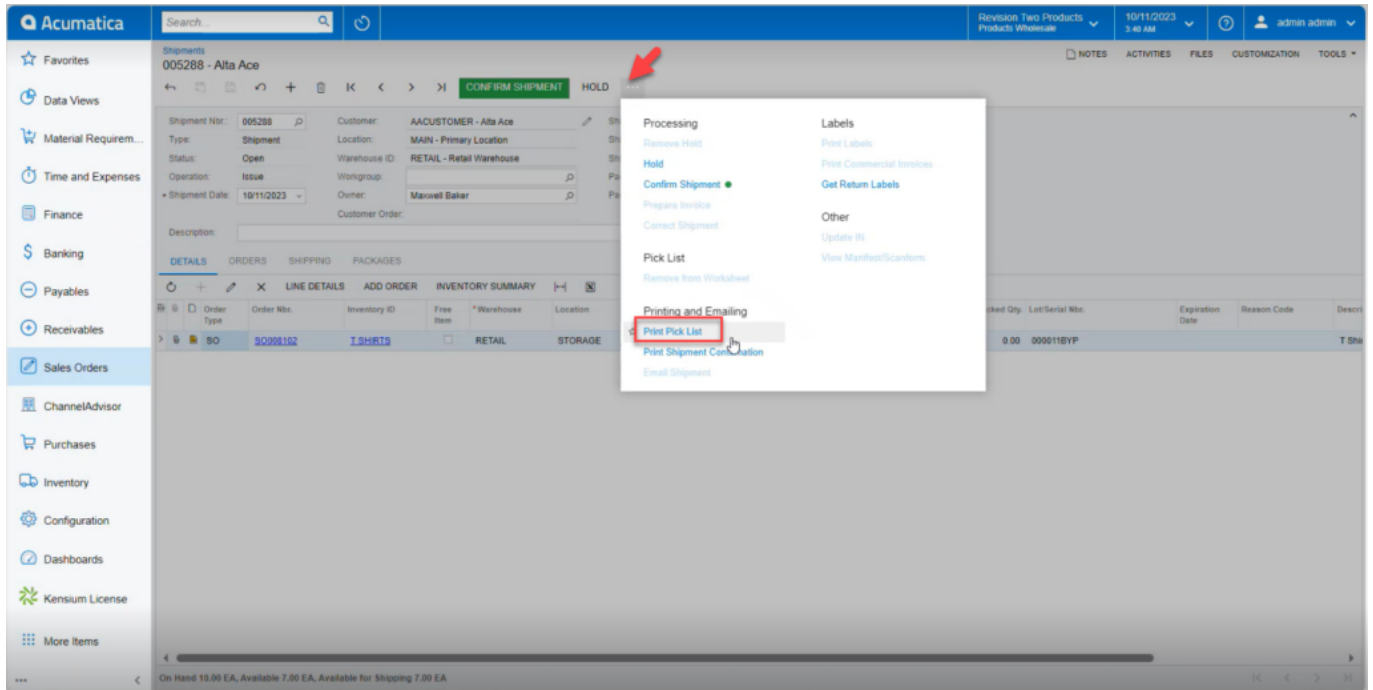 Acumatica
Search...
Revision Two Products
Products Wholesale
10/11/2023
3:40 AM
admin admin
Favorites
Data Views
Material Requirem...
Time and Expenses
Finance
Banking
Payables
Receivables
Sales Orders
ChannelAdvisor
Purchases
Inventory
Configuration
Dashboards
Kensium License
More Items
Shipments
005288 - Alta Ace
NOTES ACTIVITIES FILES CUSTOMIZATION TOOLS
CONFIRM SHIPMENT HOLD
Shipment Nbr.: 005288 Customer: AACUSTOMER - Alta Ace Sh
Type: Shipment Location: MAIN - Primary Location Sh
Status: Open Warehouse ID: RETAIL - Retail Warehouse Sh
Operation: Issue Workgroup: Pa
Shipment Date: 10/11/2023 Owner: Maxwell Baker Pa
Customer Order:
Description:
DETAILS ORDERS SHIPPING PACKAGES
LINE DETAILS ADD ORDER INVENTORY SUMMARY
Order Type Order Nbr. Inventory ID Free Item *Warehouse Location Lot/Serial Nbr. Expiration Date Reason Code Descri
SO SO008102 T.SHIRTS RETAIL STORAGE 0.00 000011BYP T Shi
Processing
Remove Hold
Hold
Confirm Shipment
Prepare Invoice
Correct Shipment
Pick List
Remove from Worksheet
Printing and Emailing
Print Pick List
Print Shipment Confirmation
Email Shipment
Labels
Print Labels
Print Commercial Invoices
Get Return Labels
Other
Update IN
View Manifest/Scanform
On Hand 10.00 EA, Available 7.00 EA, Available for Shipping 7.00 EA